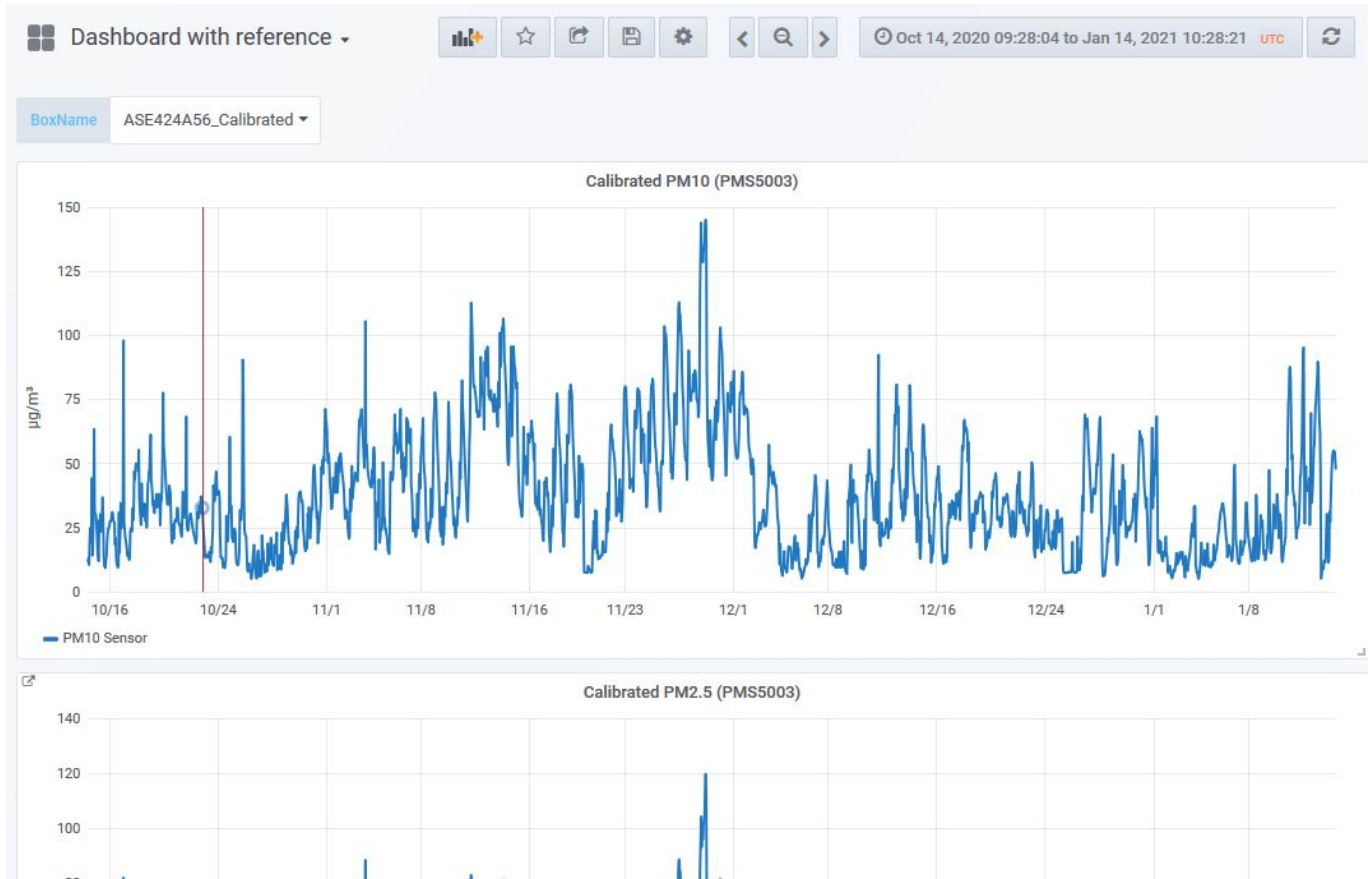 Dashboard with reference
Oct 14, 2020 09:28:04 to Jan 14, 2021 10:28:21 UTC
BoxName ASE424A56_Calibrated
Calibrated PM10 (PMS5003)
150
125
100
75
50
25
0
µg/m³
10/16 10/24 11/1 11/8 11/16 11/23 12/1 12/8 12/16 12/24 1/1 1/8
PM10 Sensor
Calibrated PM2.5 (PMS5003)
140
120
100